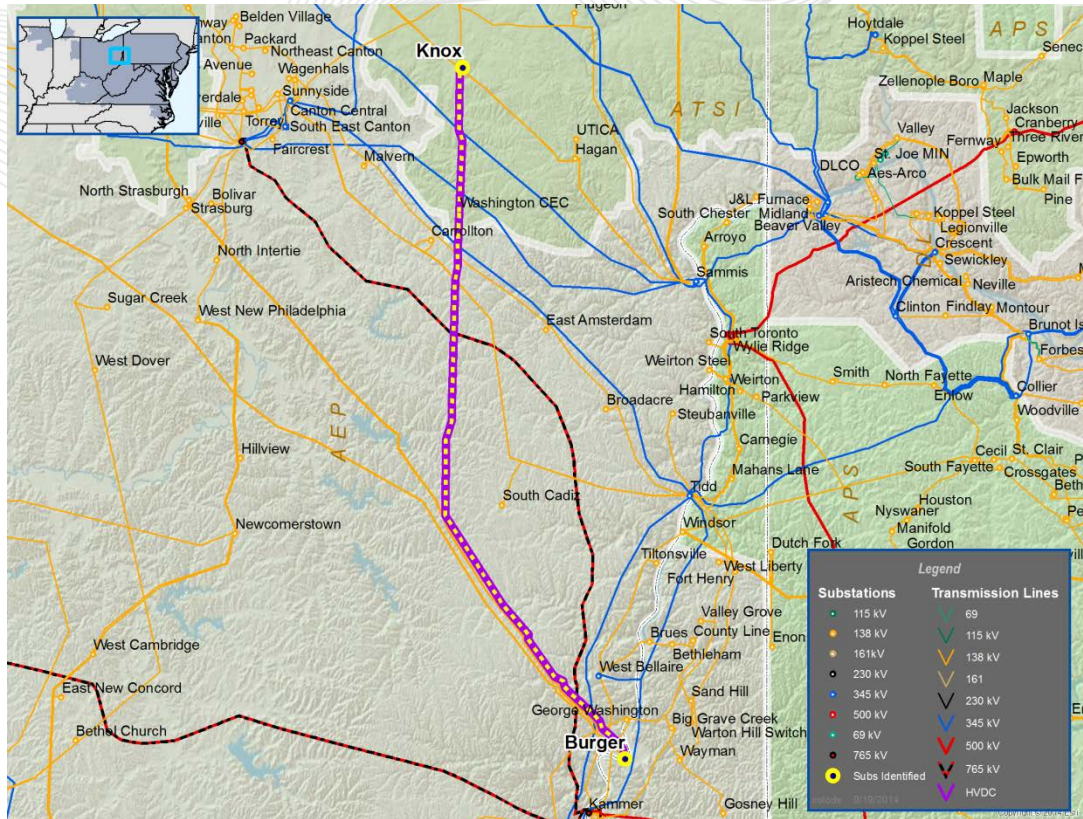 Belden Village
Packard
Northeast Canton
Avenue
Wagenhals
Sunnyside
Canton Central
Torrey
South East Canton
Faircrest
Malvern
Knox
Hoytdale
Koppel Steel
APS
Zelienople Boro
Maple
Jackson
Cranberry
ATSI
UTICA
Hagan
Valley
Fernway
St. Joe MIN
DLCO
Aes-Arco
Epworth
Pine
North Strasburgh
Bolivar
Strasburg
Washington CEC
J&L Furnace
South Chester
Midland
Beaver Valley
Koppel Steel
Legionville
Crescent
Sewickley
Arroyo
North Intertie
Carrollton
Sammis
Aristech Chemical
Neville
Sugar Creek
West New Philadelphia
East Amsterdam
Clinton
Findlay
Montour
South Toronto
Wylie Ridge
West Dover
Weirton Steel
Weirton
Smith
North Fayette
Collier
Hamilton
Parkview
Enlow
Woodville
Broadacre
Steubanville
AEP
Carnegie
Hillview
Cecil
St. Clair
South Fayette
Crossgates
Mahans Lane
APS
South Cadiz
Tidd
Houston
Nyswaner
Manifold
Gordon
Newcomerstown
Windsor
Dutch Fork
Tiltonsville
West Liberty
Fort Henry
Valley Grove
West Cambridge
Brues
County Line
Enon
Bethleham
West Bellaire
East New Concord
Sand Hill
George Washington
Big Grave Creek
Bethel Church
Warton Hill Switch
Burger
Wayman
Kammer
Gosney Hill
Legend
Substations
115 kV
138 kV
161kV
230 kV
345 kV
500 kV
69 kV
765 kV
Subs Identified
Transmission Lines
69
115 kV
138 kV
161
230 kV
345 kV
500 kV
765 kV
HVDC